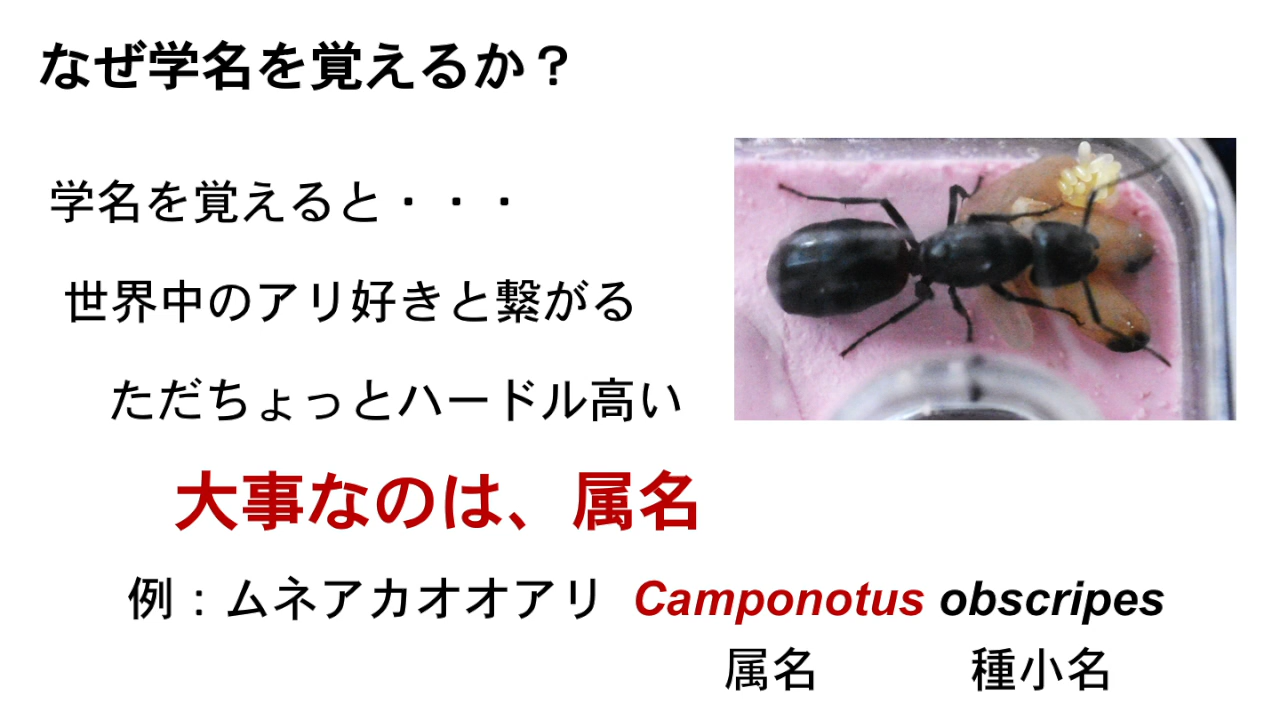 なぜ学名を覚えるか？
学名を覚えると・・・
世界中のアリ好きと繋がる
ただちょっとハードル高い
大事なのは、属名
例：ムネアカオオアリ Camponotus obscripes
属名 種小名